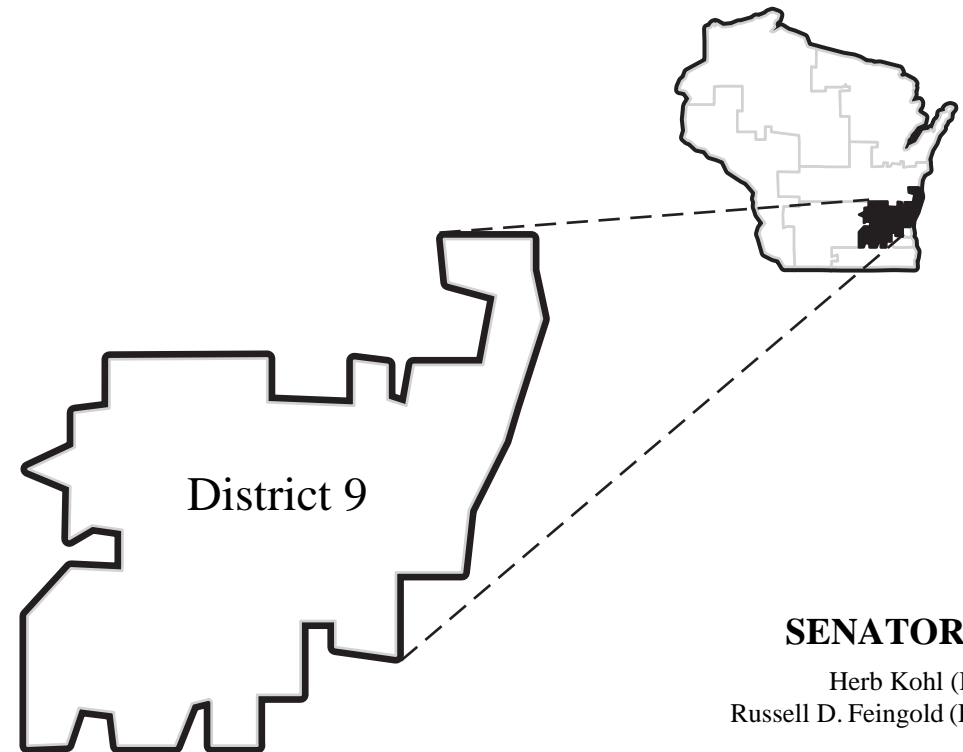 District 9
SENATOR
Herb Kohl (
Russell D. Feingold (